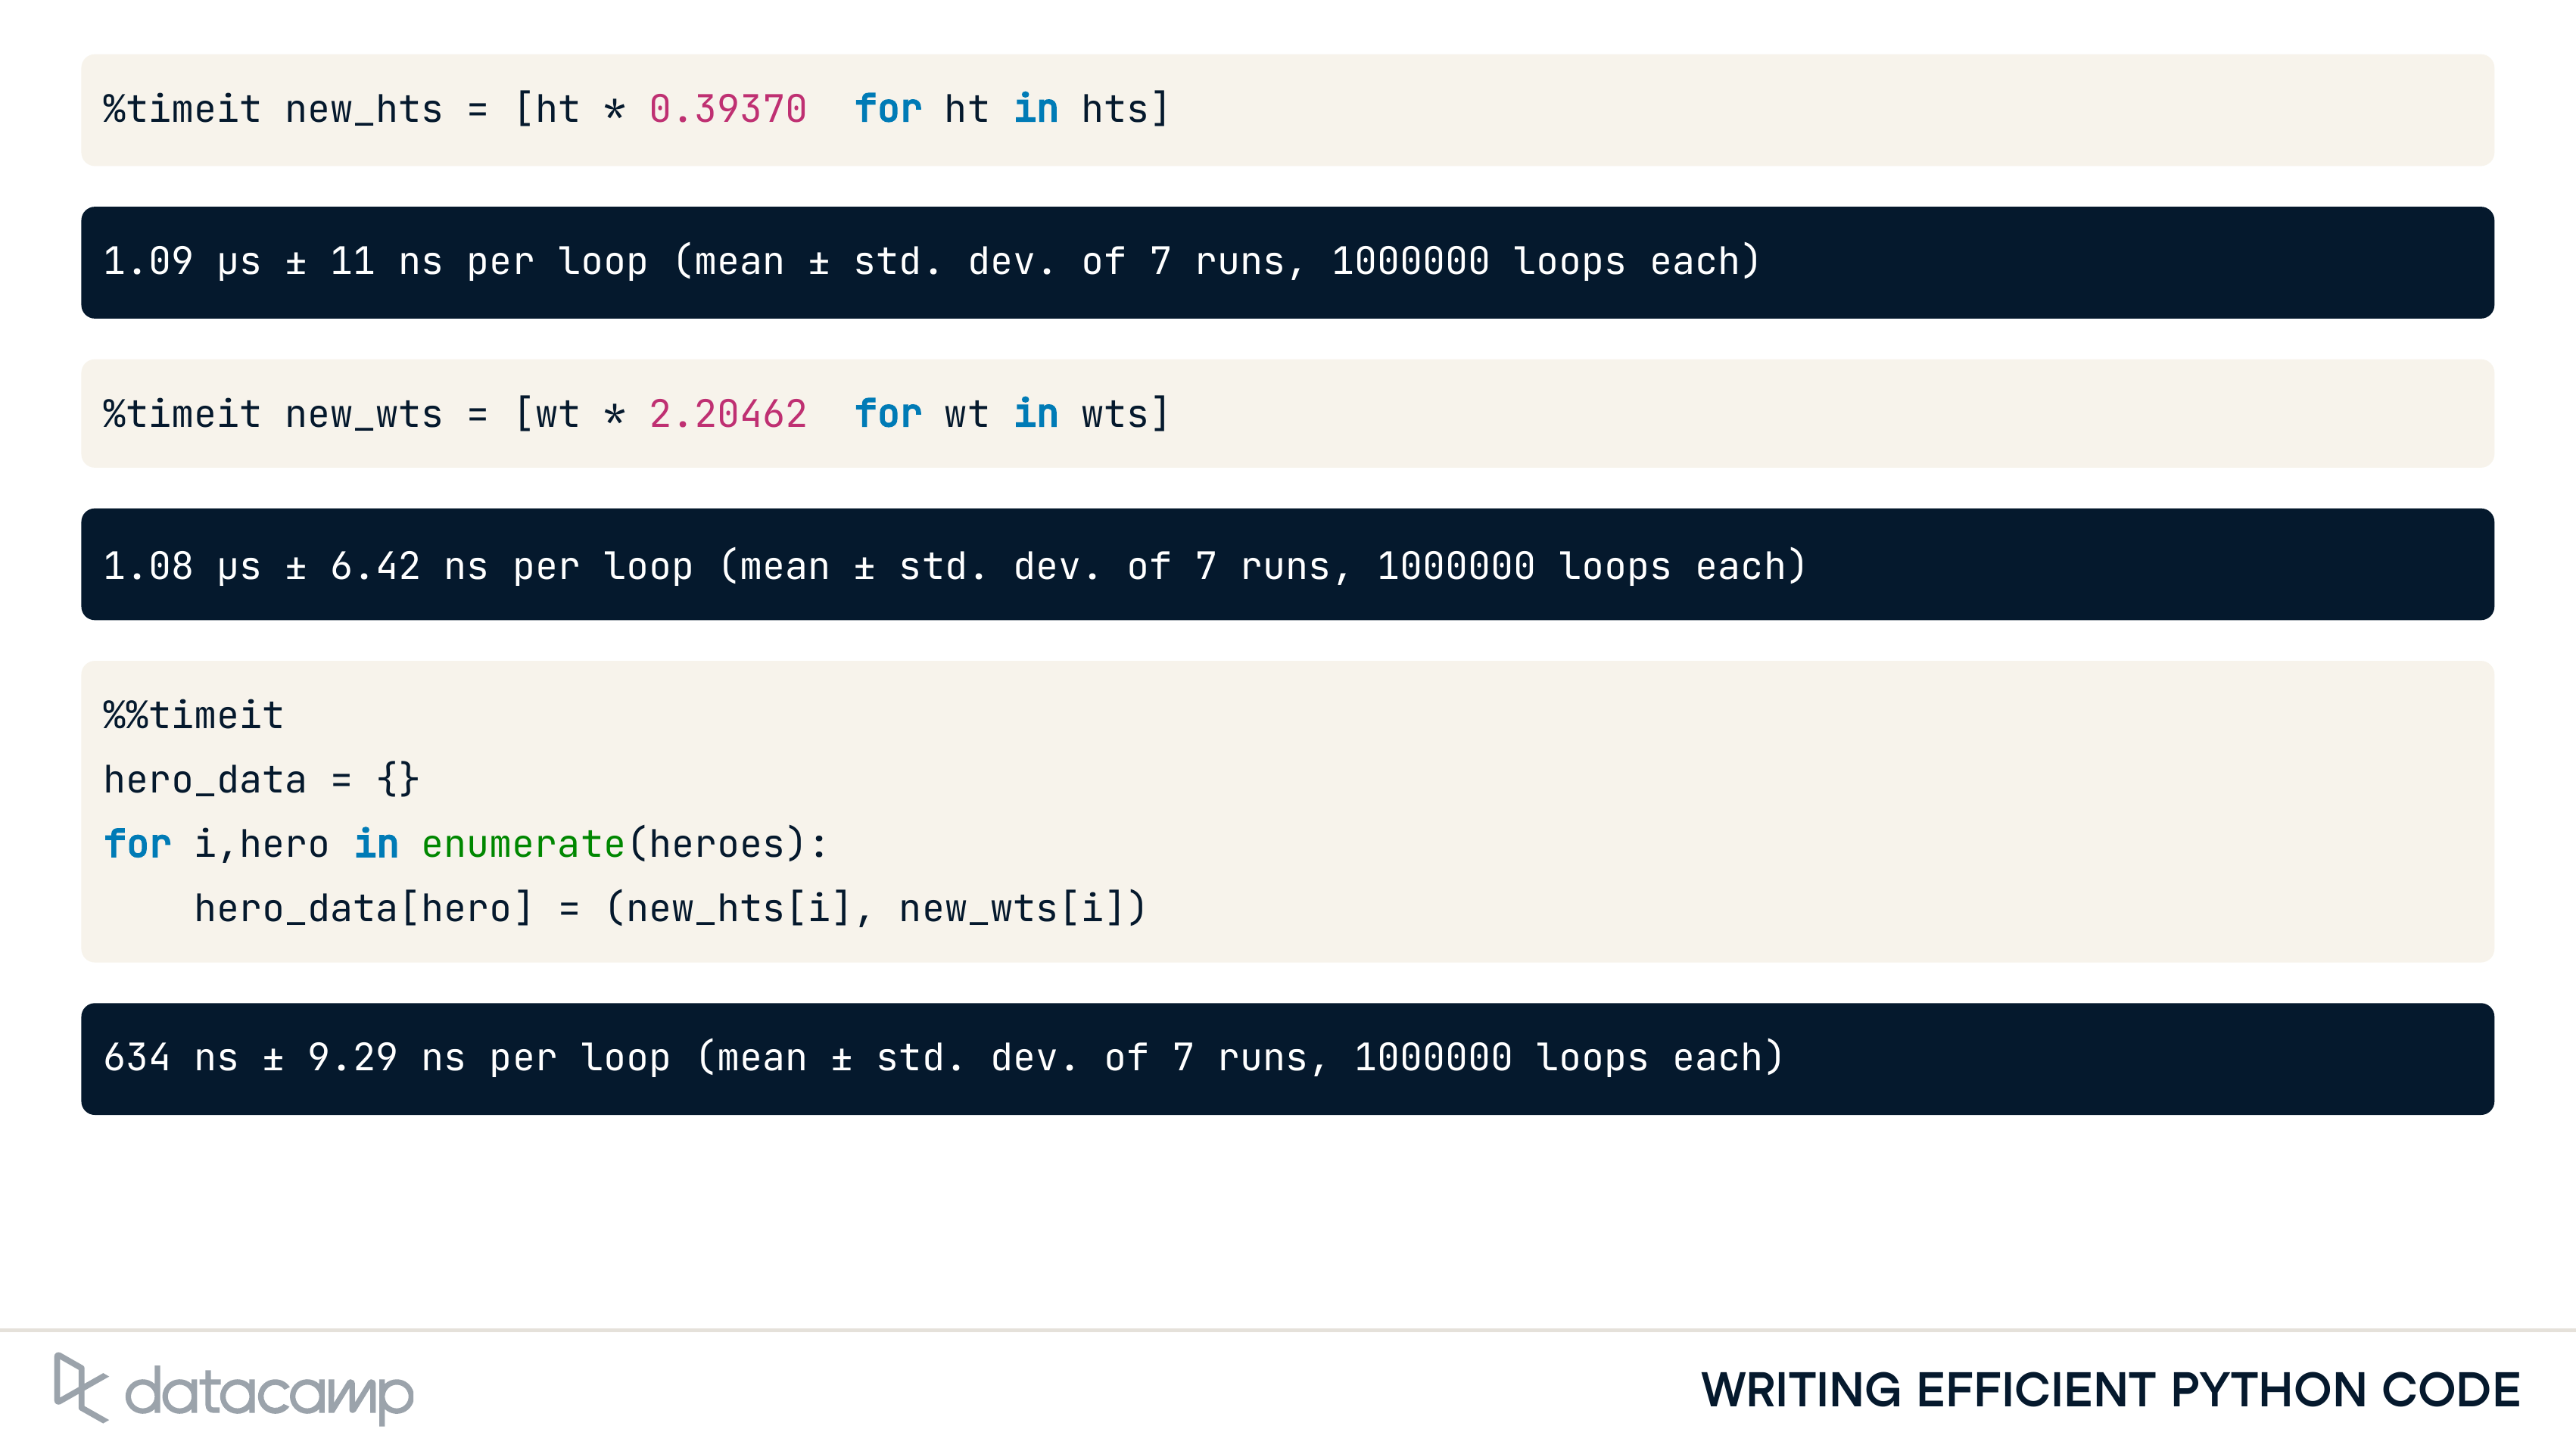 %timeit new_hts = [ht * 0.39370  for ht in hts]
1.09 µs ± 11 ns per loop (mean ± std. dev. of 7 runs, 1000000 loops each)
%timeit new_wts = [wt * 2.20462  for wt in wts]
1.08 µs ± 6.42 ns per loop (mean ± std. dev. of 7 runs, 1000000 loops each)
%%timeit
hero_data = {}
for i,hero in enumerate(heroes):
    hero_data[hero] = (new_hts[i], new_wts[i])
634 ns ± 9.29 ns per loop (mean ± std. dev. of 7 runs, 1000000 loops each)
datacamp
WRITING EFFICIENT PYTHON CODE